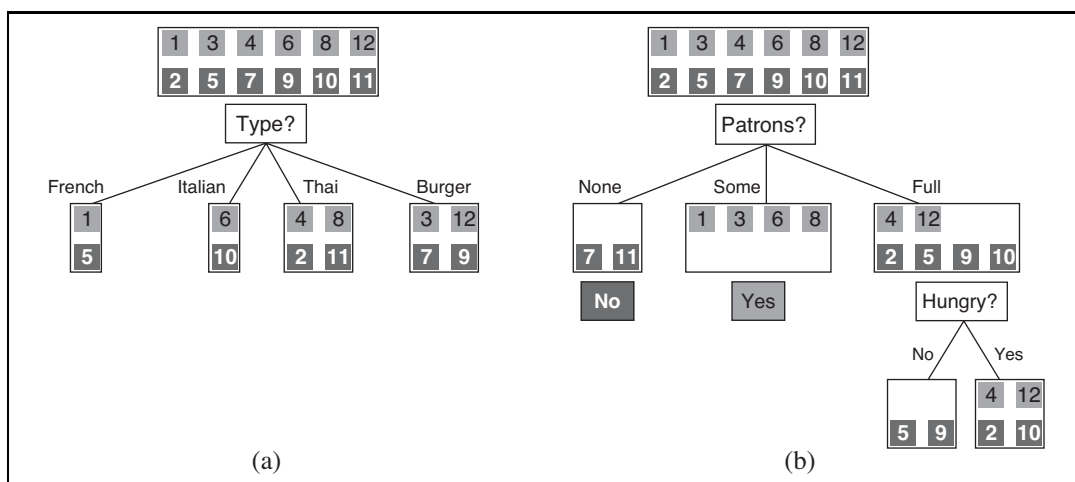 1 3 4 6 8 12
2 5 7 9 10 11
Type?
French Italian Thai Burger
1 6 4 8 3 12
5 10 2 11 7 9
(a)
1 3 4 6 8 12
2 5 7 9 10 11
Patrons?
None Some Full
1 3 6 8 4 12
7 11 2 5 9 10
No Yes Hungry?
No Yes
4 12
5 9 2 10
(b)